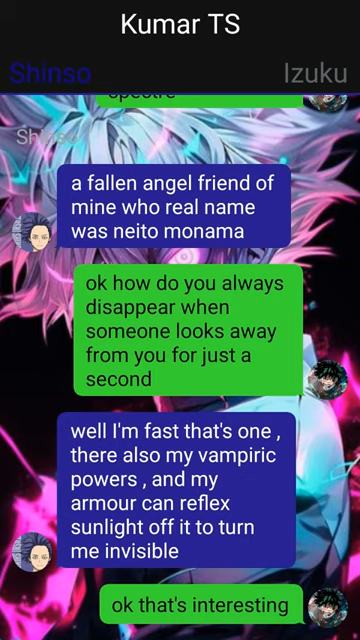 Kumar TS
Shinso
Izuku
spectre
a fallen angel friend of
mine who real name
was neito monama
ok how do you always
disappear when
someone looks away
from you for just a
second
well I'm fast that's one ,
there also my vampiric
powers , and my
armour can reflex
sunlight off it to turn
me invisible
ok that's interesting